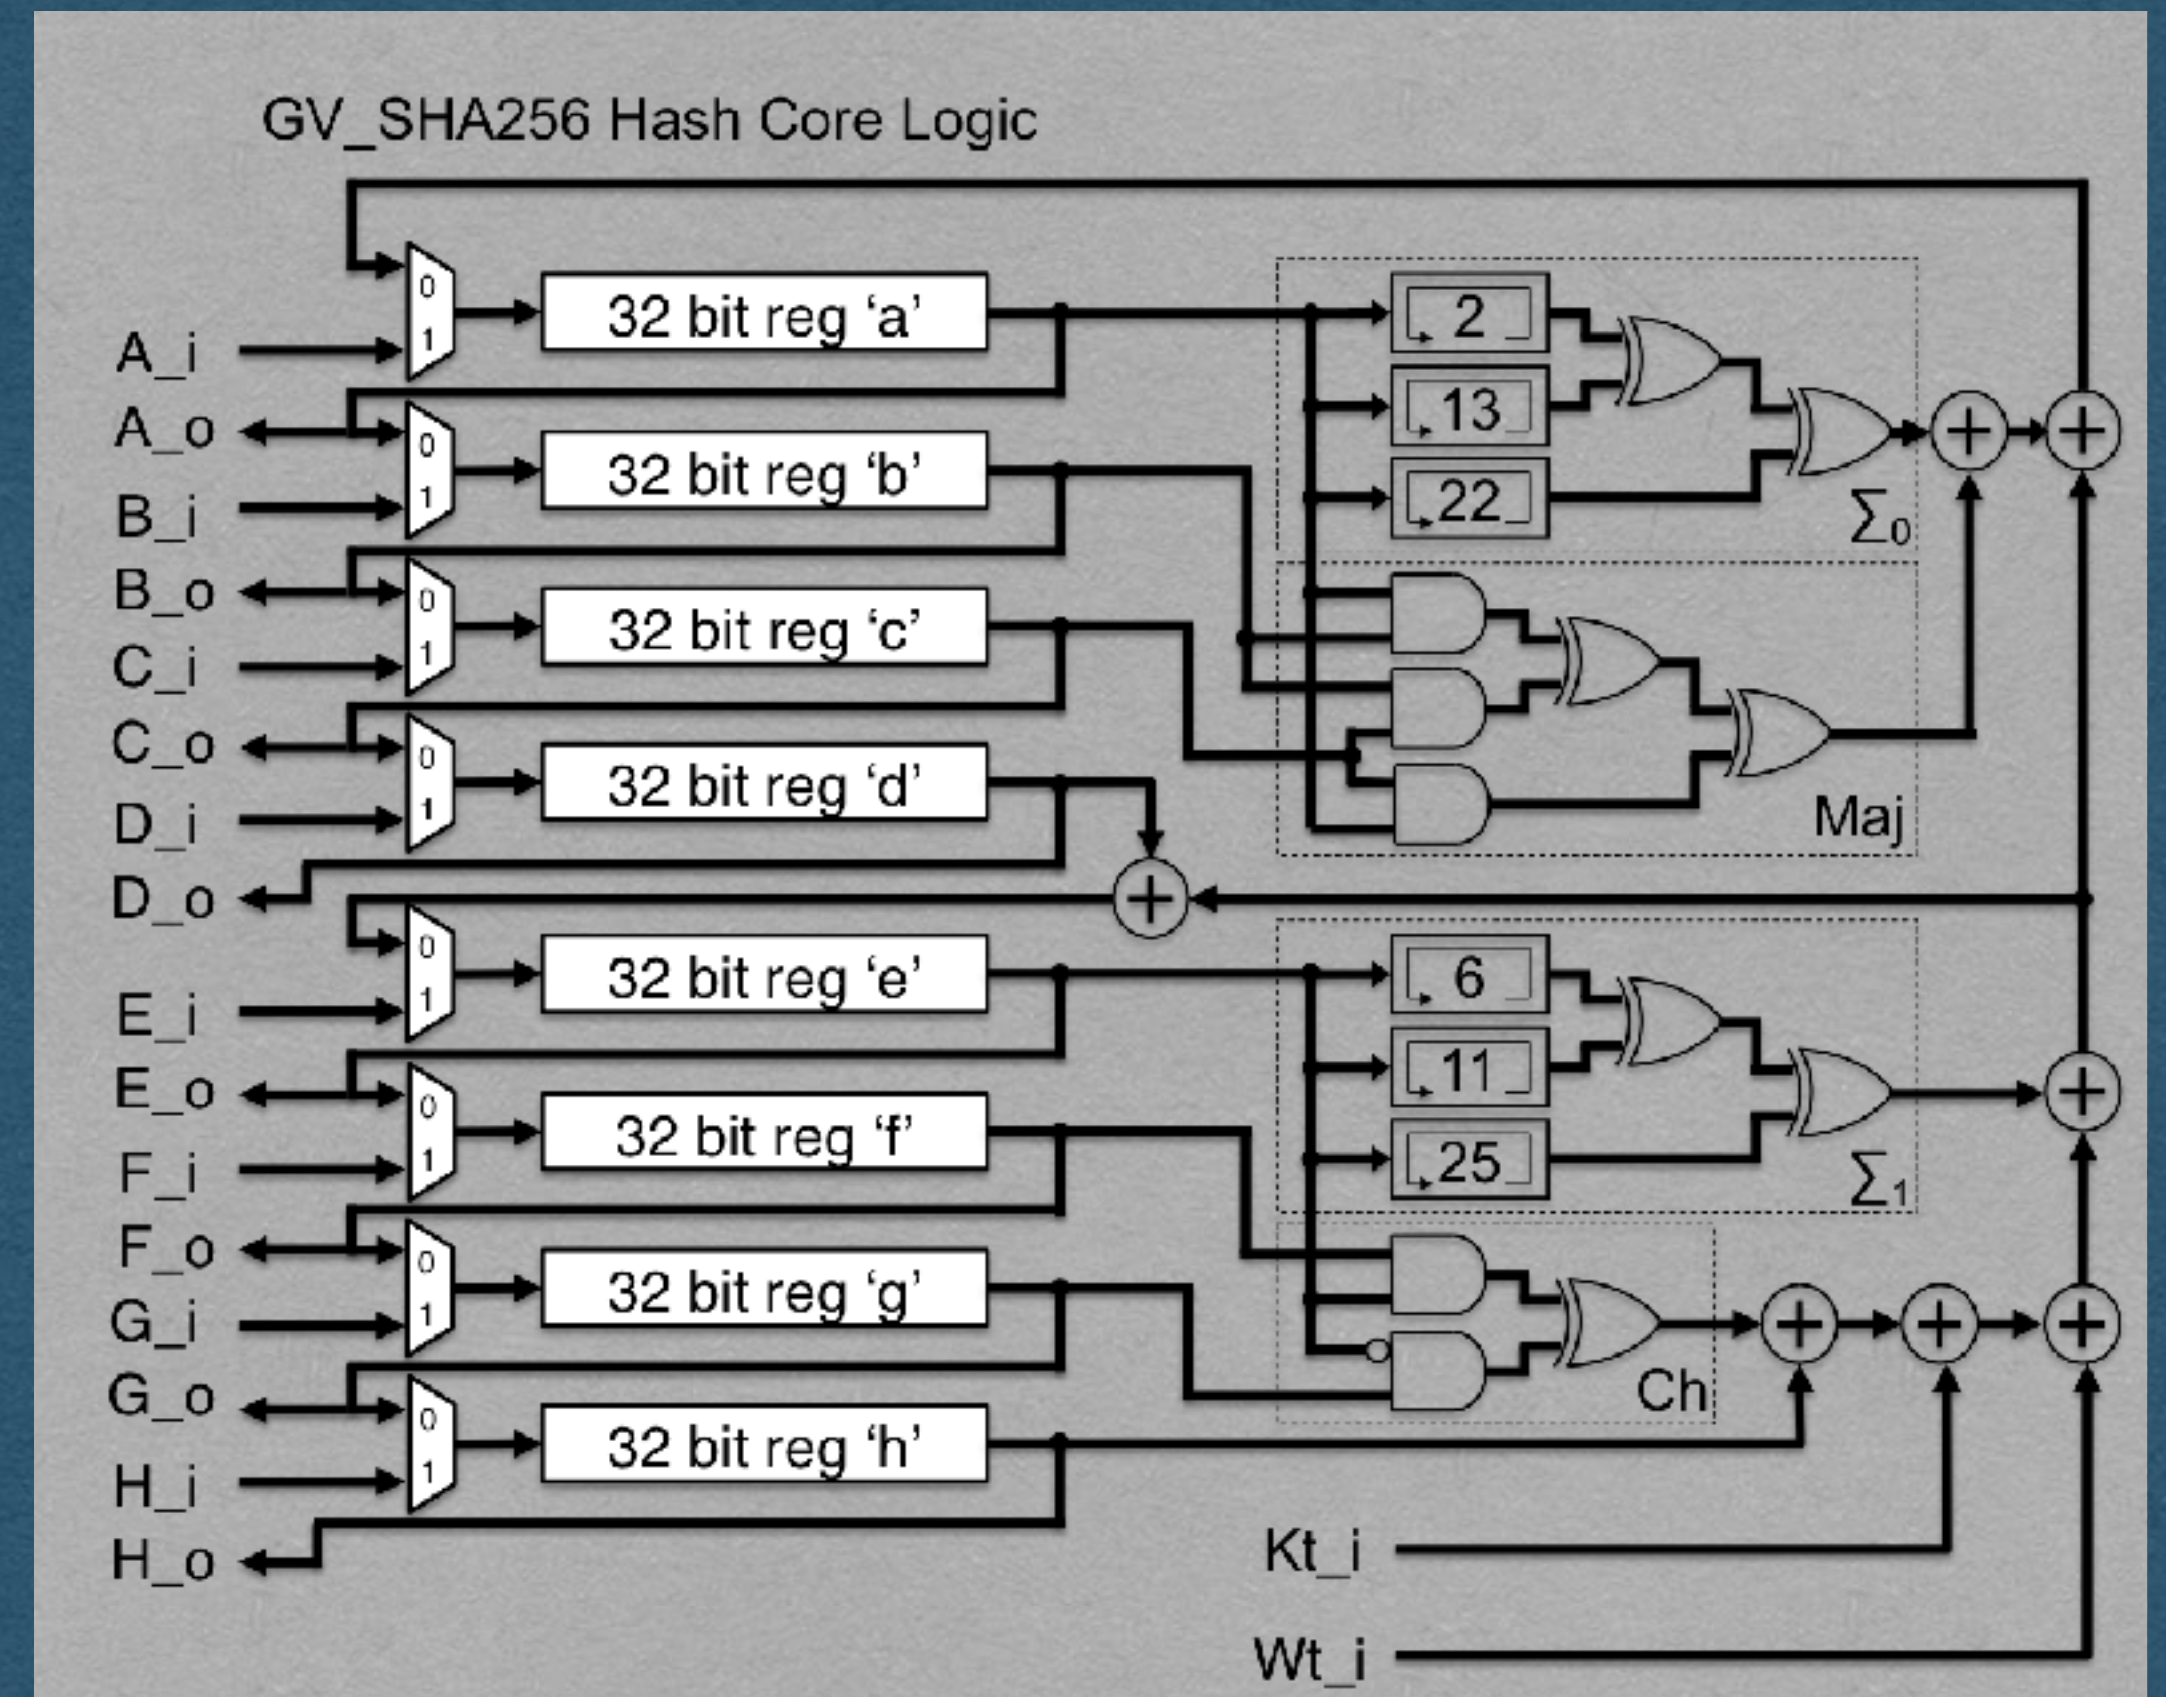 GV_SHA256 Hash Core Logic
0
1
32 bit reg ‘a’
A_i
A_o
0
1
32 bit reg ‘b’
B_i
B_o
0
1
32 bit reg ‘c’
C_i
C_o
0
1
32 bit reg ‘d’
D_i
D_o
0
1
32 bit reg ‘e’
E_i
E_o
0
1
32 bit reg ‘f’
F_i
F_o
0
1
32 bit reg ‘g’
G_i
G_o
0
1
32 bit reg ‘h’
H_i
H_o
2
13
22
∑0
Maj
+
+
+
6
11
25
∑1
+
Ch
+
+
+
Kt_i
Wt_i